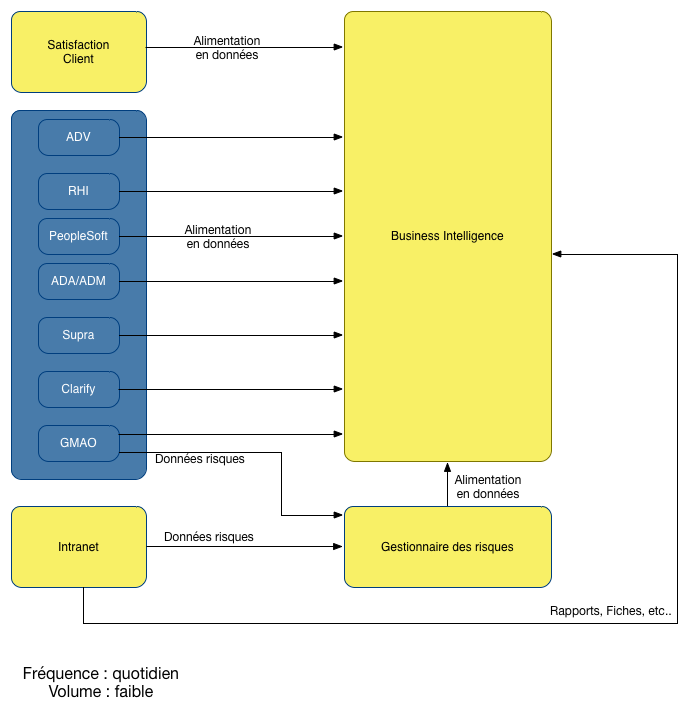 Satisfaction
Client
Alimentation
en données
ADV
RHI
PeopleSoft
Alimentation
en données
Business Intelligence
ADA/ADM
Supra
Clarify
GMAO
Données risques
Alimentation
en données
Intranet
Données risques
Gestionnaire des risques
Rapports, Fiches, etc..
Fréquence : quotidien
Volume : faible